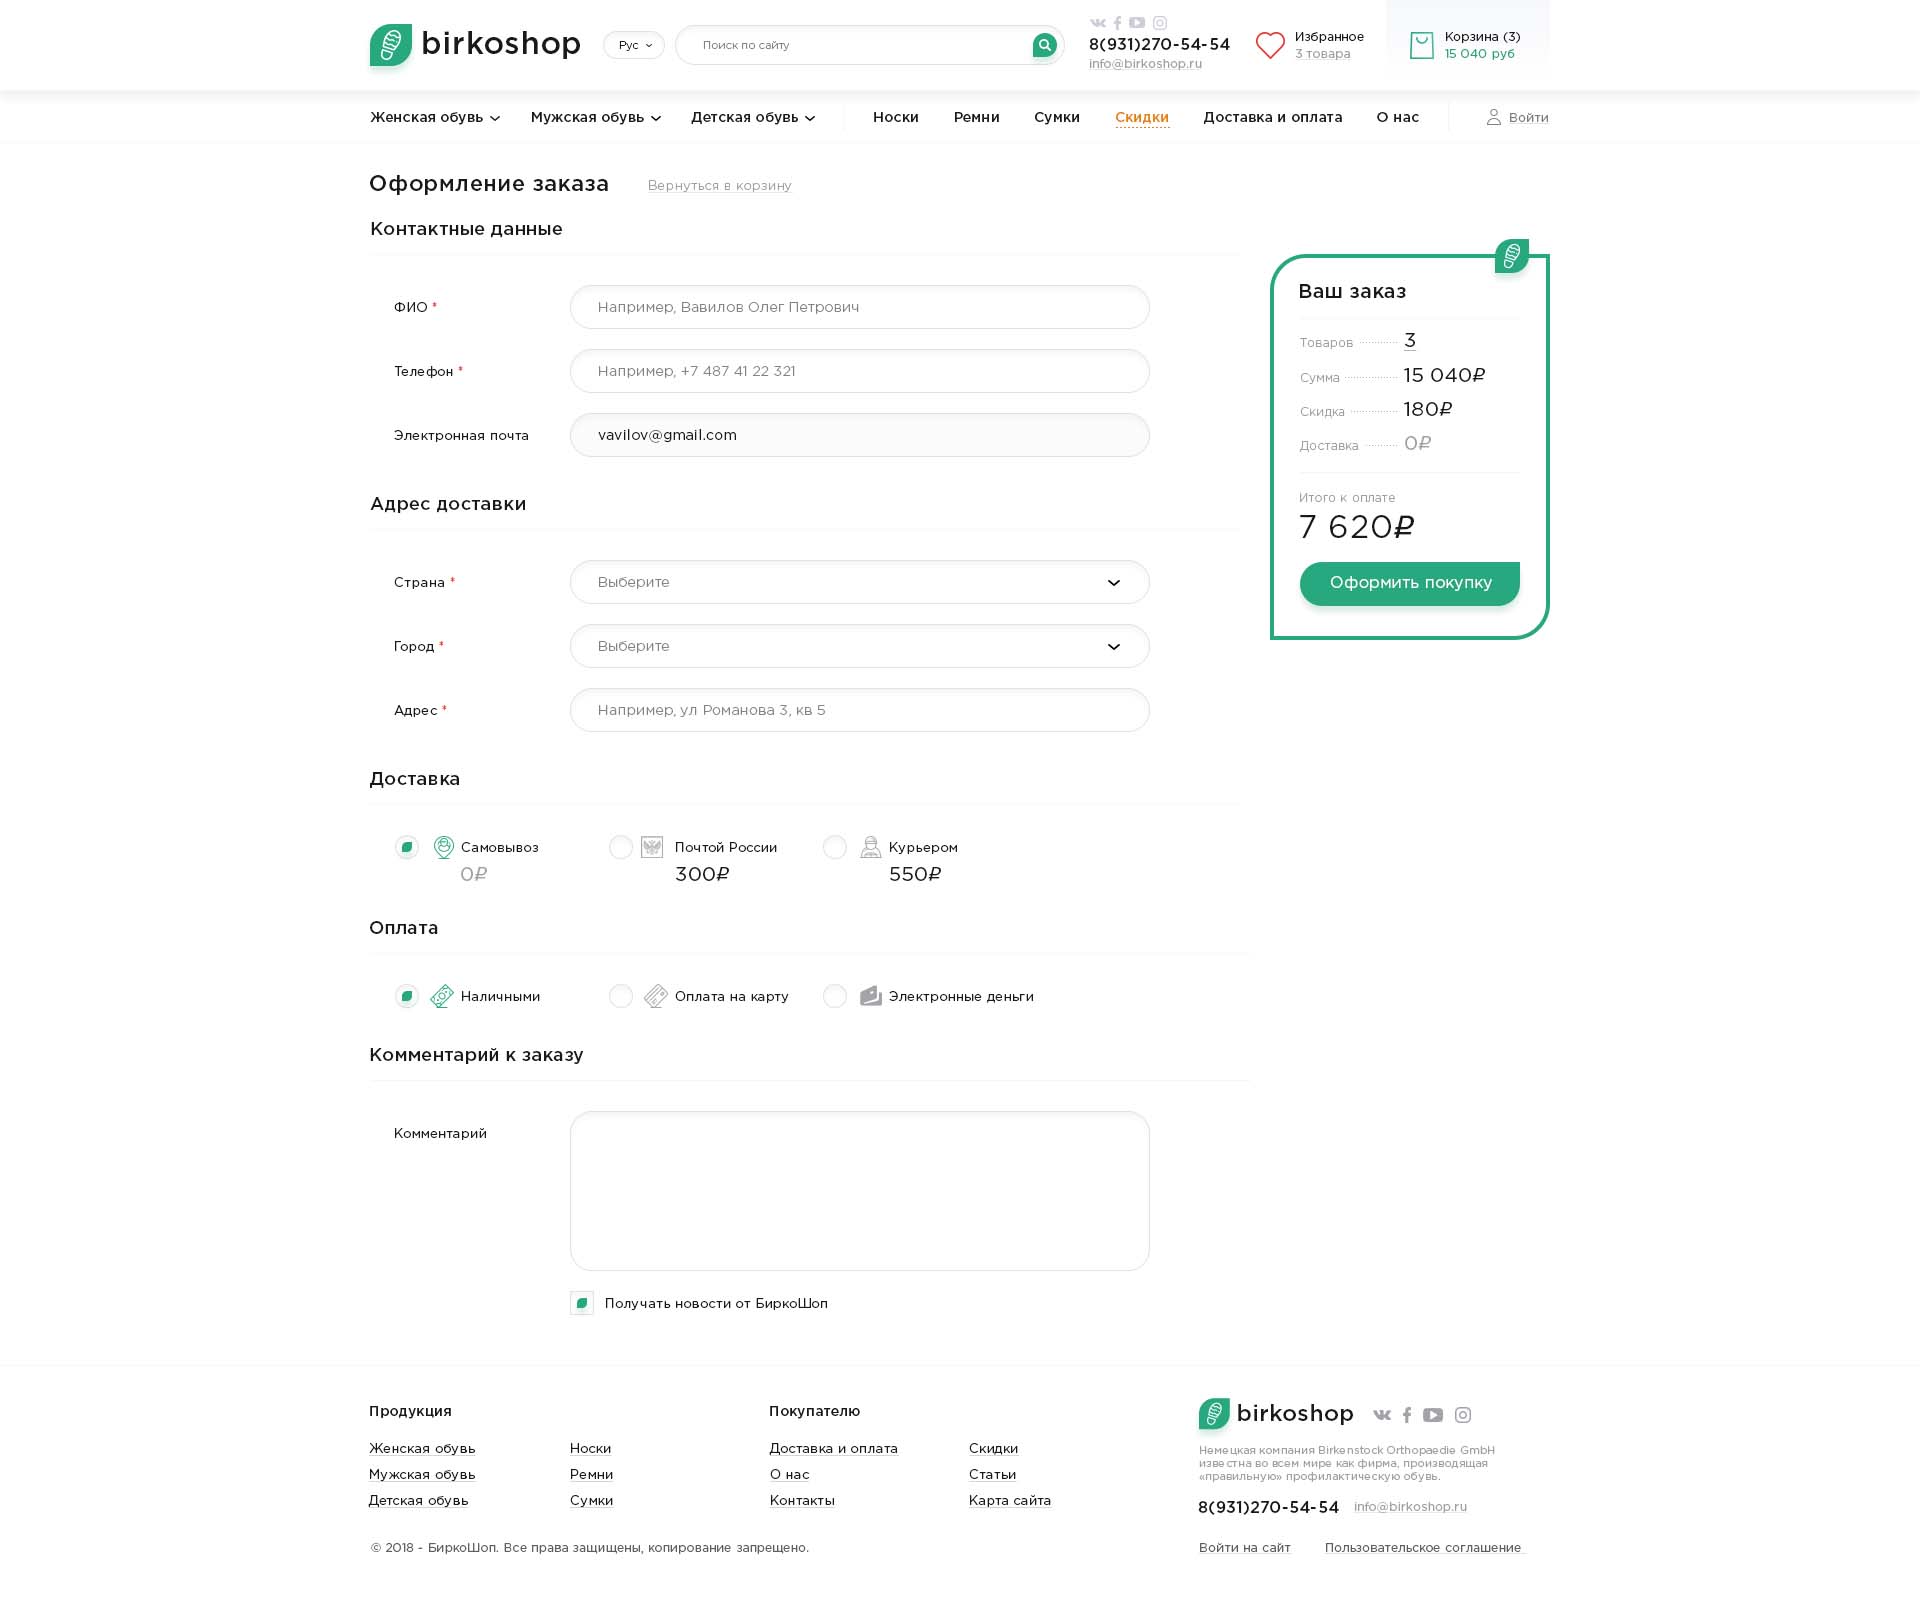 birkoshop
Рус
Поиск по сайту
8(931)270-54-54
info@birkoshop.ru
Избранное
3 товара
Корзина (3)
15 040 руб
Женская обувь
Мужская обувь
Детская обувь
Носки
Ремни
Сумки
Скидки
Доставка и оплата
О нас
Войти
Оформление заказа
Вернуться в корзину
Контактные данные
ФИО *
Например, Вавилов Олег Петрович
Телефон *
Например, +7 487 41 22 321
Электронная почта
vavilov@gmail.com
Ваш заказ
Товаров 3
Сумма 15 040₽
Скидка 180₽
Доставка 0₽
Итого к оплате
7 620₽
Оформить покупку
Адрес доставки
Страна *
Выберите
Город *
Выберите
Адрес *
Например, ул Романова 3, кв 5
Доставка
Самовывоз
0₽
Почтой России
300₽
Курьером
550₽
Оплата
Наличными
Оплата на карту
Электронные деньги
Комментарий к заказу
Комментарий
Получать новости от БиркоШоп
Продукция
Женская обувь
Мужская обувь
Детская обувь
Носки
Ремни
Сумки
Покупателю
Доставка и оплата
О нас
Контакты
Скидки
Статьи
Карта сайта
birkoshop
Немецкая компания Birkenstock Orthopaedie GmbH
известна во всем мире как фирма, производящая
«правильную» профилактическую обувь.
8(931)270-54-54
info@birkoshop.ru
© 2018 - БиркоШоп. Все права защищены, копирование запрещено.
Войти на сайт
Пользовательское соглашение